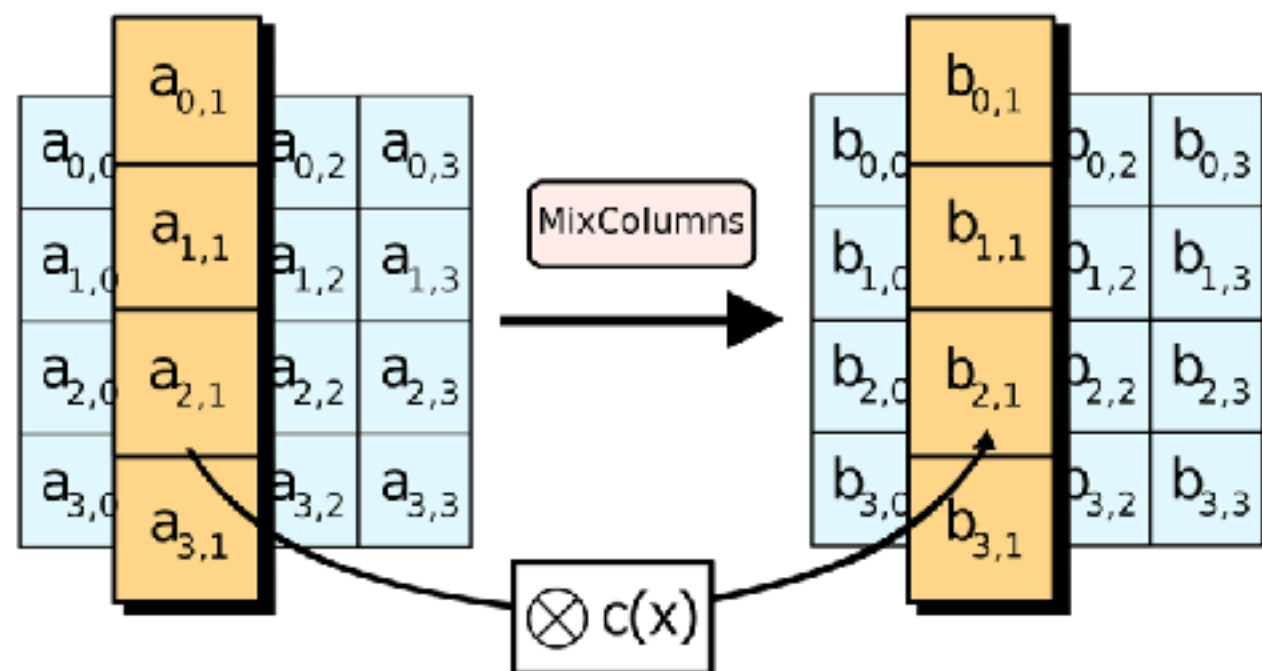 a0,1 b0,1
a0,0 a0,2 a0,3 b0,0 b0,2 b0,3
MixColumns
a1,1 b1,1
a1,0 a1,2 a1,3 b1,0 b1,2 b1,3
a2,1 b2,1
a2,0 a2,2 a2,3 b2,0 b2,2 b2,3
a3,0 a3,2 a3,3 b3,0 b3,2 b3,3
a3,1 b3,1
⊗ c(x)